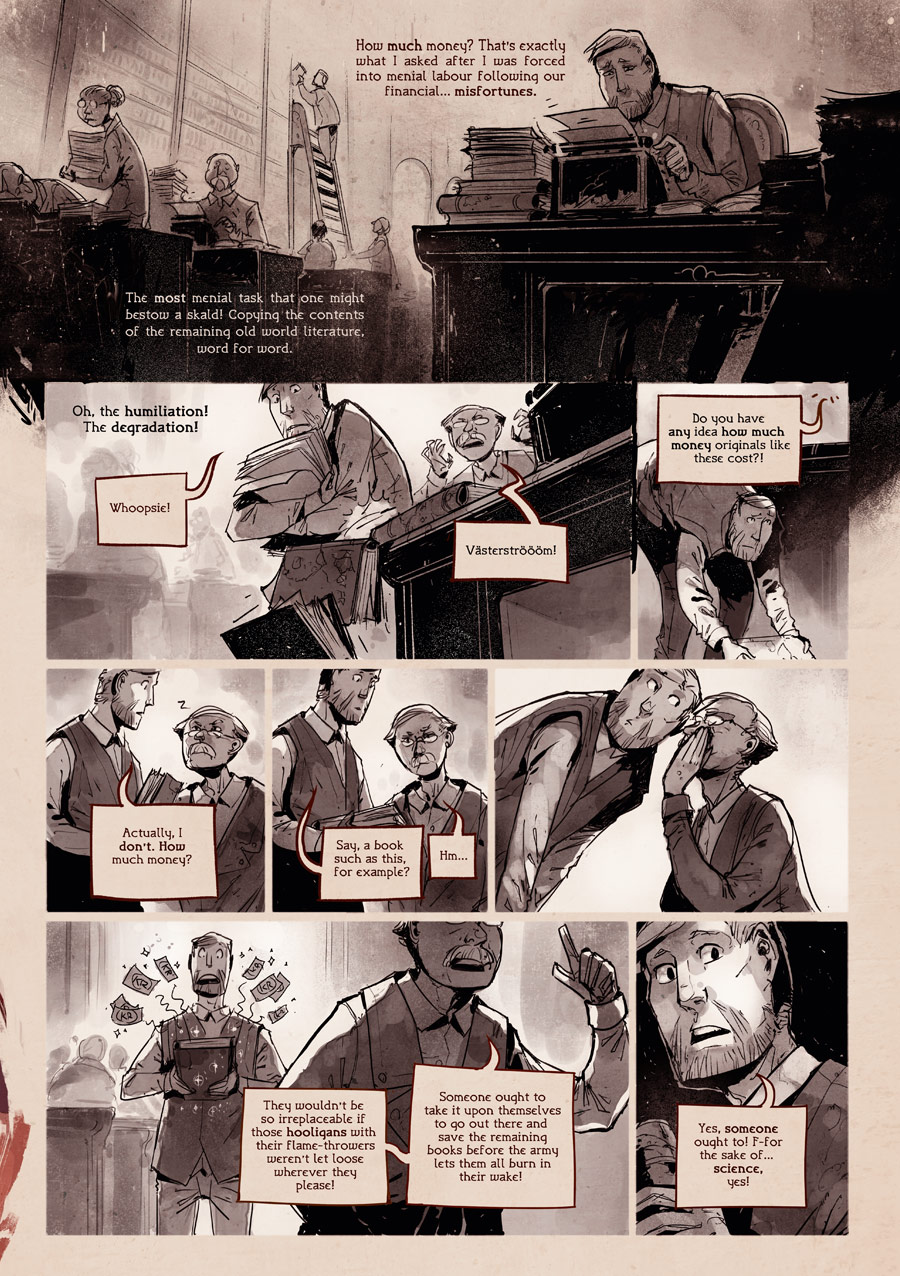 How much money? That's exactly
what I asked after I was forced
into menial labour following our
financial... misfortunes.
The most menial task that one might
bestow a skald! Copying the contents
of the remaining old world literature,
word for word.
Oh, the humiliation!
The degradation!
Whoopsie!
Västerströööm!
Do you have
any idea how much
money originals like
these cost?!
Actually, I
don't. How
much money?
z
Say, a book
such as this,
for example?
Hm...
KR
KR
KR
KR
KR
KR
They wouldn't be
so irreplaceable if
those hooligans with
their flame-throwers
weren't let loose
wherever they
please!
Someone ought to
take it upon themselves
to go out there and
save the remaining
books before the army
lets them all burn in
their wake!
Yes, someone
ought to! F-for
the sake of...
science,
yes!